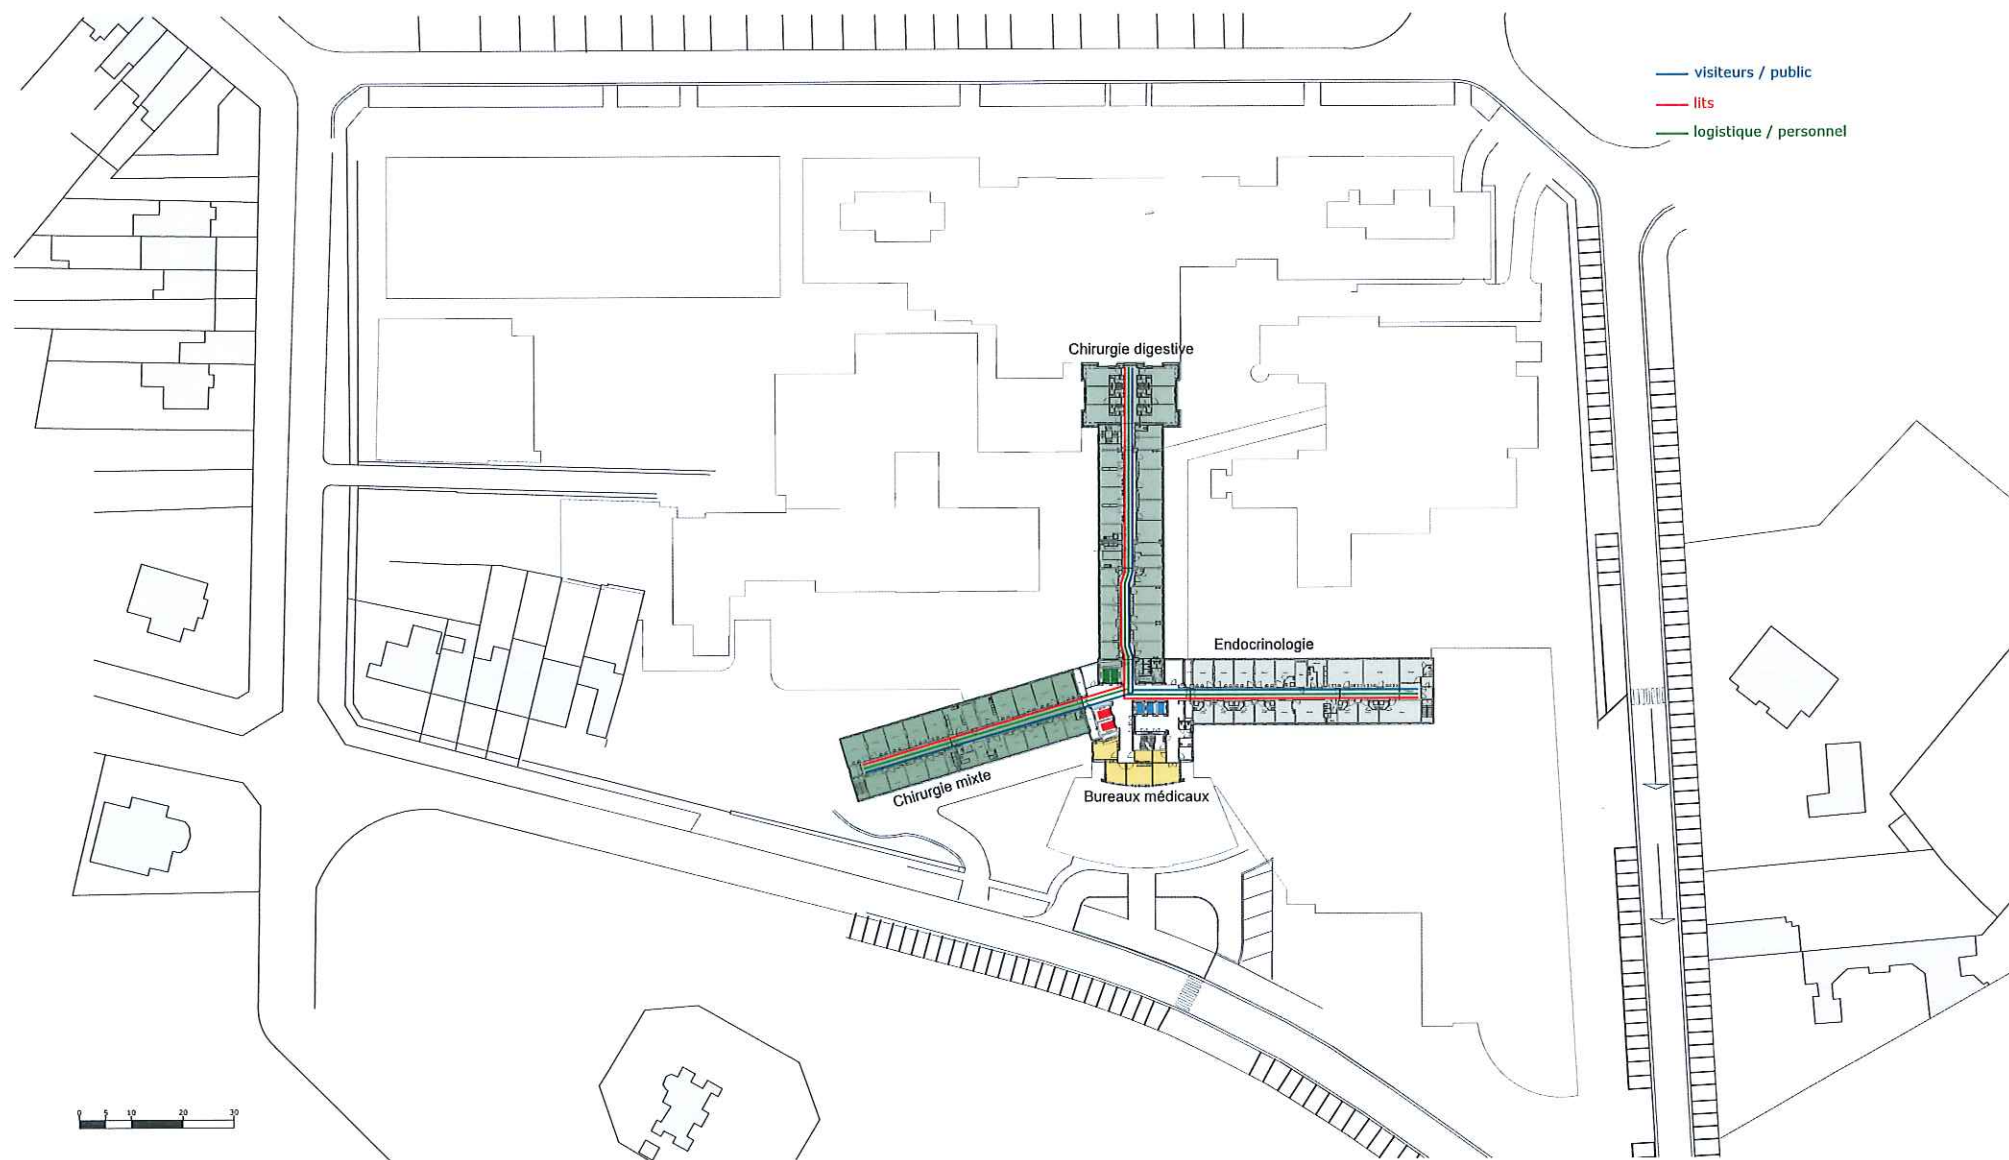 visiteurs / public
lits
logistique / personnel
Chirurgie digestive
Endocrinologie
Chirurgie mixte
Bureaux médicaux
0 5 10 20 30